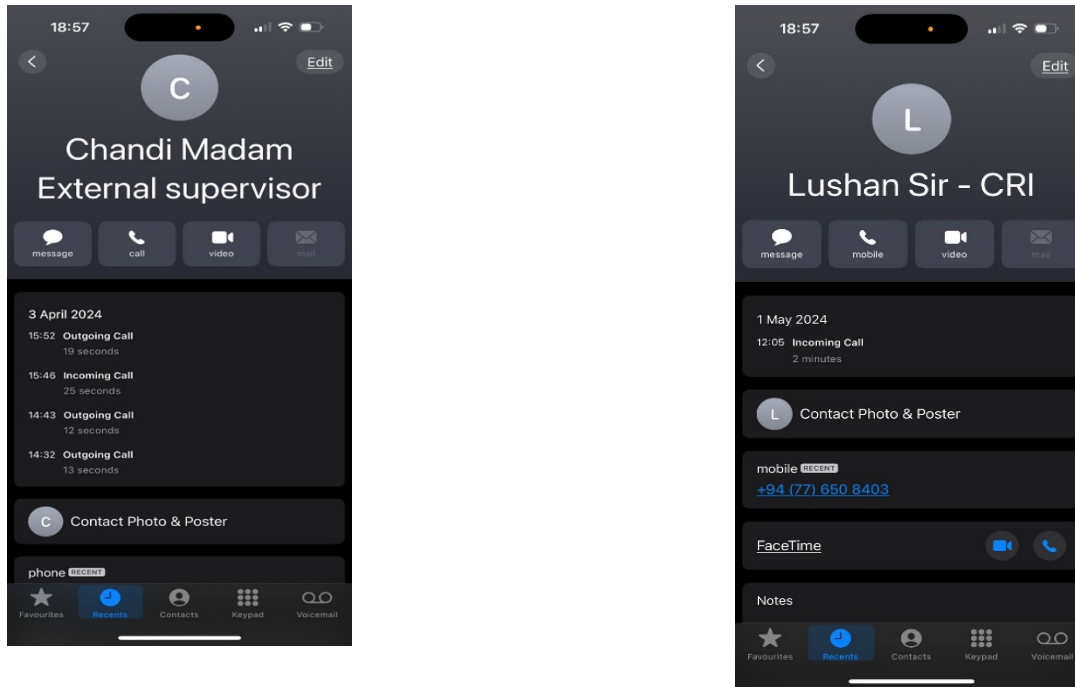 18:57
Edit
C
Chandi Madam
External supervisor
message call video mail
3 April 2024
15:52 Outgoing Call
19 seconds
15:46 Incoming Call
25 seconds
14:43 Outgoing Call
12 seconds
14:32 Outgoing Call
13 seconds
C Contact Photo & Poster
phone RECENT
Favourites Recents Contacts Keypad Voicemail
18:57
Edit
L
Lushan Sir - CRI
message mobile video mail
1 May 2024
12:05 Incoming Call
2 minutes
L Contact Photo & Poster
mobile RECENT
+94 (77) 650 8403
FaceTime
Notes
Favourites Recents Contacts Keypad Voicemail